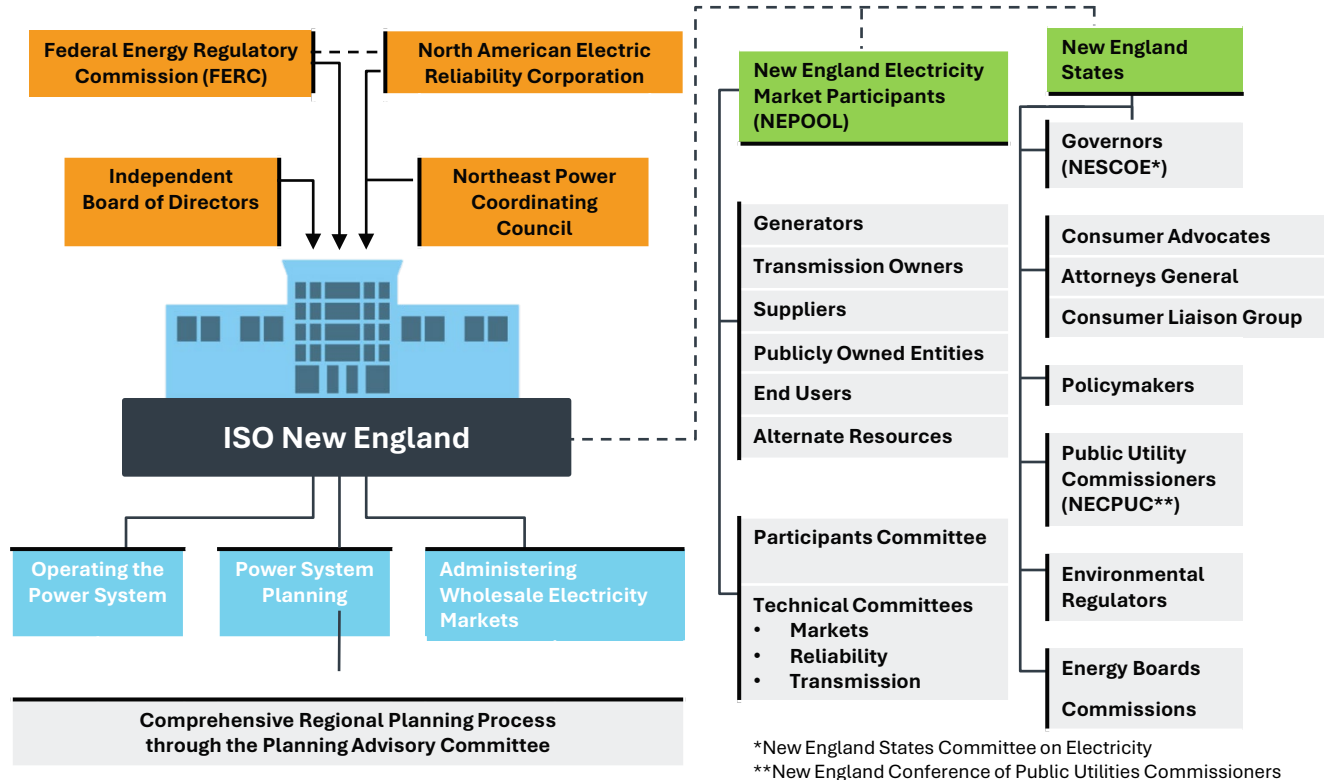 Federal Energy Regulatory
Commission (FERC)
North American Electric
Reliability Corporation
Independent
Board of Directors
Northeast Power
Coordinating
Council
ISO New England
Operating the
Power System
Power System
Planning
Administering
Wholesale Electricity
Markets
Comprehensive Regional Planning Process
through the Planning Advisory Committee
New England Electricity
Market Participants
(NEPOOL)
Generators
Transmission Owners
Suppliers
Publicly Owned Entities
End Users
Alternate Resources
Participants Committee
Technical Committees
• Markets
• Reliability
• Transmission
New England
States
Governors
(NESCOE*)
Consumer Advocates
Attorneys General
Consumer Liaison Group
Policymakers
Public Utility
Commissioners
(NECPUC**)
Environmental
Regulators
Energy Boards
Commissions
*New England States Committee on Electricity
**New England Conference of Public Utilities Commissioners